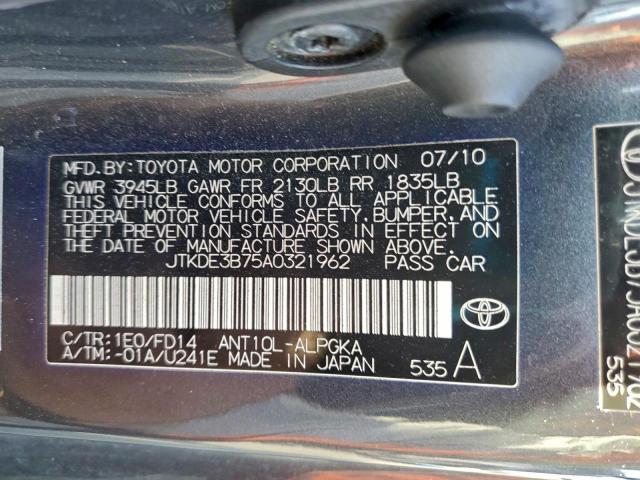 MFD.BY:TOYOTA MOTOR CORPORATION 07/10
GVWR 3945LB GAWR FR 2130LB RR 1835LB
THIS VEHICLE CONFORMS TO ALL APPLICABLE
FEDERAL MOTOR VEHICLE SAFETY,BUMPER,AND
THEFT PREVENTION STANDARDS IN EFFECT ON
THE DATE OF MANUFACTURE SHOWN ABOVE.
JTKDE3B75A0321962 PASS CAR
C/TR:1E0/FD14 ANT10L-ALPGKA
A/TM:-01A/U241E MADE IN JAPAN 535 A
535